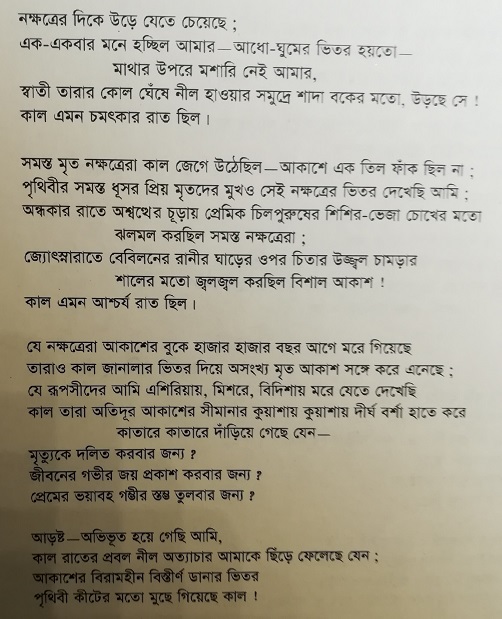 নক্ষত্রের দিকে উড়ে যেতে চেয়েছে ;
এক-একবার মনে হচ্ছিল আমার—আধো-ঘুমের ভিতর হয়তো—
মাথার উপরে মশারি নেই আমার,
স্বাতী তারার কোল ঘেঁষে নীল হাওয়ার সমুদ্রে শাদা বকের মতো, উড়ছে সে !
কাল এমন চমৎকার রাত ছিল।
সমস্ত মৃত নক্ষত্রেরা কাল জেগে উঠেছিল—আকাশে এক তিল ফাঁক ছিল না ;
পৃথিবীর সমস্ত ধূসর প্রিয় মৃতদের মুখও সেই নক্ষত্রের ভিতর দেখেছি আমি ;
অন্ধকার রাতে অশ্বত্থের চূড়ায় প্রেমিক চিলপুরুষের শিশির-ভেজা চোখের মতো
ঝলমল করছিল সমস্ত নক্ষত্রেরা ;
জ্যোৎস্নারাতে বেবিলনের রানীর ঘাড়ের ওপর চিতার উজ্জ্বল চামড়ার
শালের মতো জ্বলজ্বল করছিল বিশাল আকাশ !
কাল এমন আশ্চর্য রাত ছিল।
যে নক্ষত্রেরা আকাশের বুকে হাজার হাজার বছর আগে মরে গিয়েছে
তারাও কাল জানালার ভিতর দিয়ে অসংখ্য মৃত আকাশ সঙ্গে করে এনেছে ;
যে রূপসীদের আমি এশিরিয়ায়, মিশরে, বিদিশায় মরে যেতে দেখেছি
কাল তারা অতিদূর আকাশের সীমানার কুয়াশায় কুয়াশায় দীর্ঘ বর্শা হাতে করে
কাতারে কাতারে দাঁড়িয়ে গেছে যেন—
মৃত্যুকে দলিত করবার জন্য ?
জীবনের গভীর জয় প্রকাশ করবার জন্য ?
প্রেমের ভয়াবহ গম্ভীর স্তম্ভ তুলবার জন্য ?
আড়ষ্ট—অভিভূত হয়ে গেছি আমি,
কাল রাতের প্রবল নীল অত্যাচার আমাকে ছিঁড়ে ফেলেছে যেন ;
আকাশের বিরামহীন বিস্তীর্ণ ডানার ভিতর
পৃথিবী কীটের মতো মুছে গিয়েছে কাল !